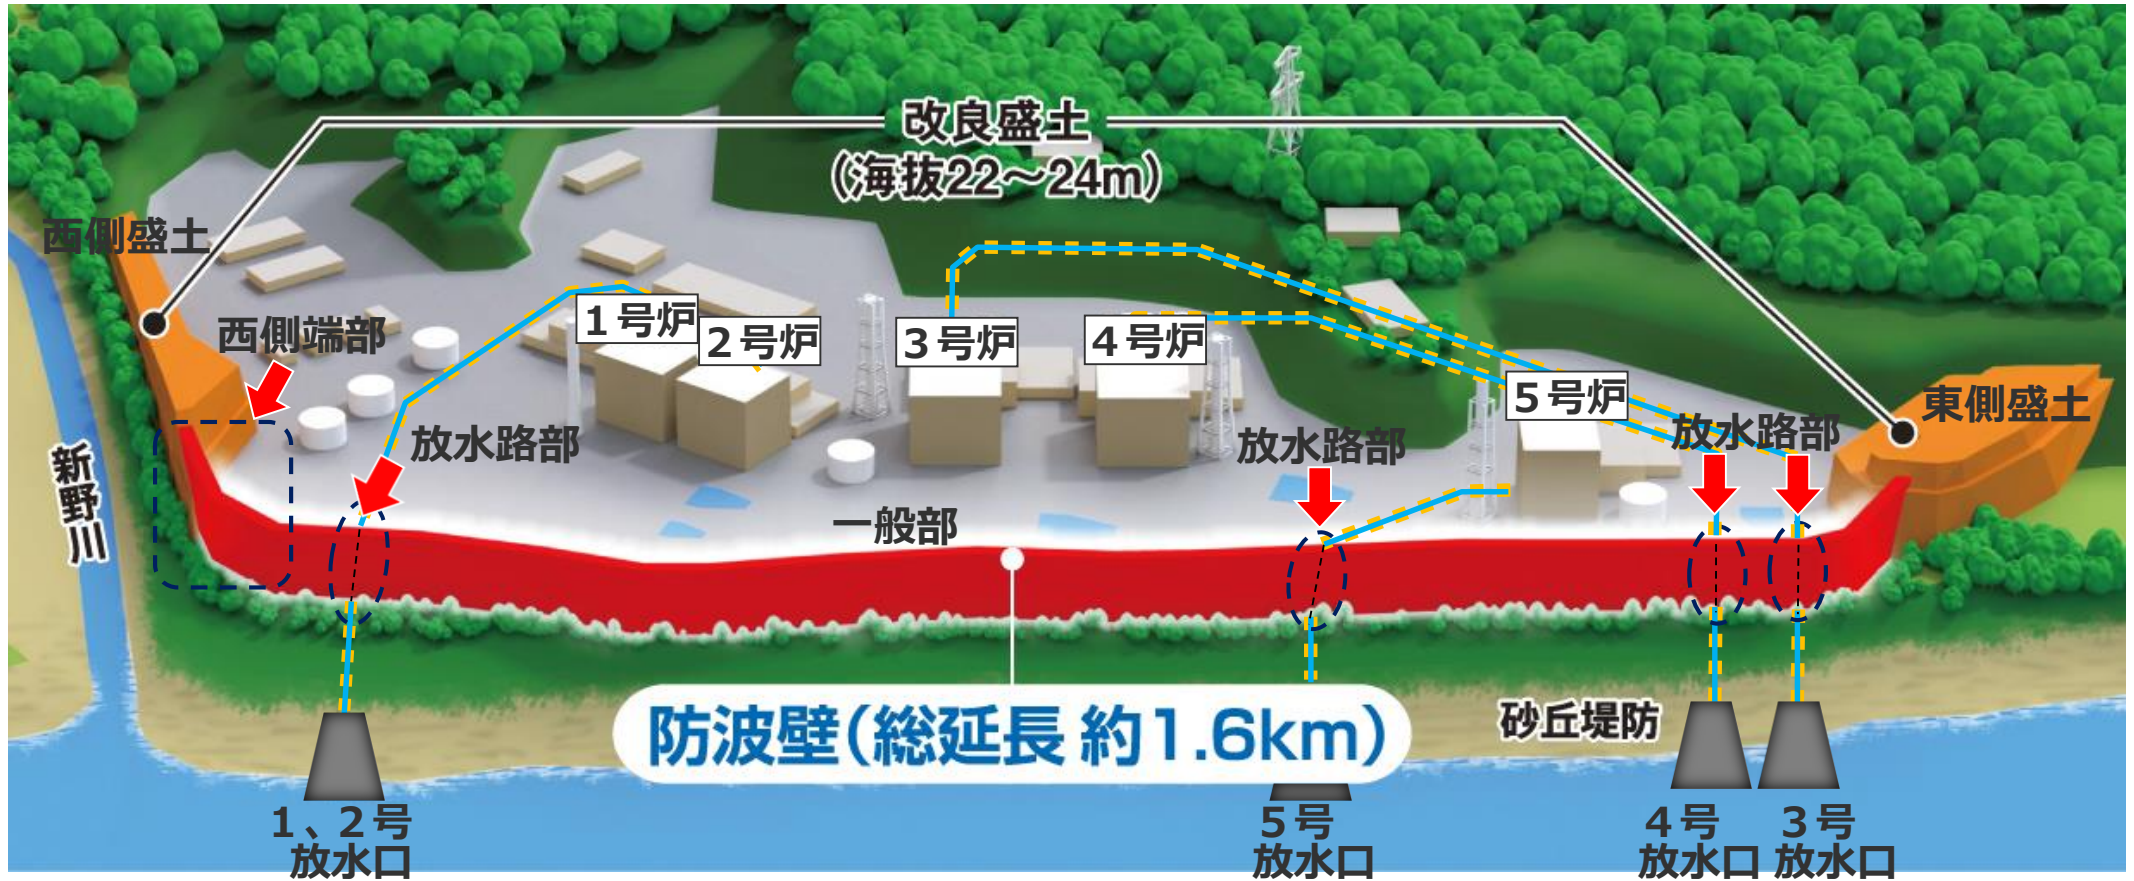 改良盛土
（海抜22～24m）
西側盛土
西側端部
１号炉
２号炉
３号炉
４号炉
５号炉
東側盛土
放水路部
放水路部
放水路部
新野川
一般部
防波壁（総延長 約1.6km）
砂丘堤防
１、２号
放水口
５号
放水口
４号
放水口
３号
放水口